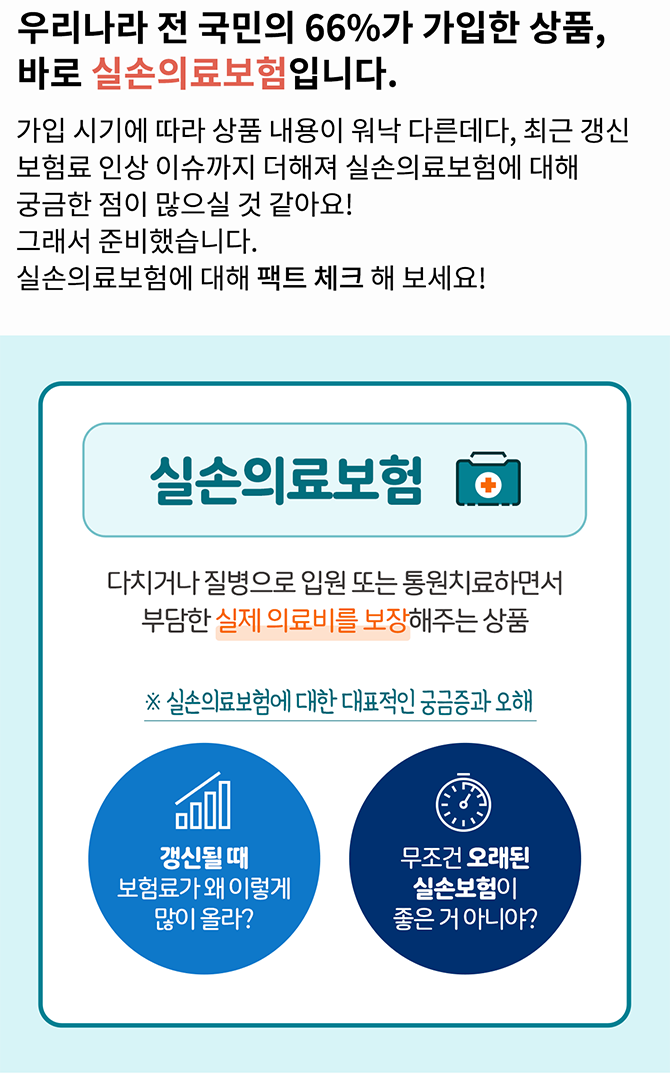 우리나라 전 국민의 66%가 가입한 상품,
바로 실손의료보험입니다.
가입 시기에 따라 상품 내용이 워낙 다른데다, 최근 갱신
보험료 인상 이슈까지 더해져 실손의료보험에 대해
궁금한 점이 많으실 것 같아요!
그래서 준비했습니다.
실손의료보험에 대해 팩트 체크 해 보세요!
실손의료보험
다치거나 질병으로 입원 또는 통원치료하면서
부담한 실제 의료비를 보장해주는 상품
※ 실손의료보험에 대한 대표적인 궁금증과 오해
갱신될 때
보험료가 왜 이렇게
많이 올라?
무조건 오래된
실손보험이
좋은 거 아니야?